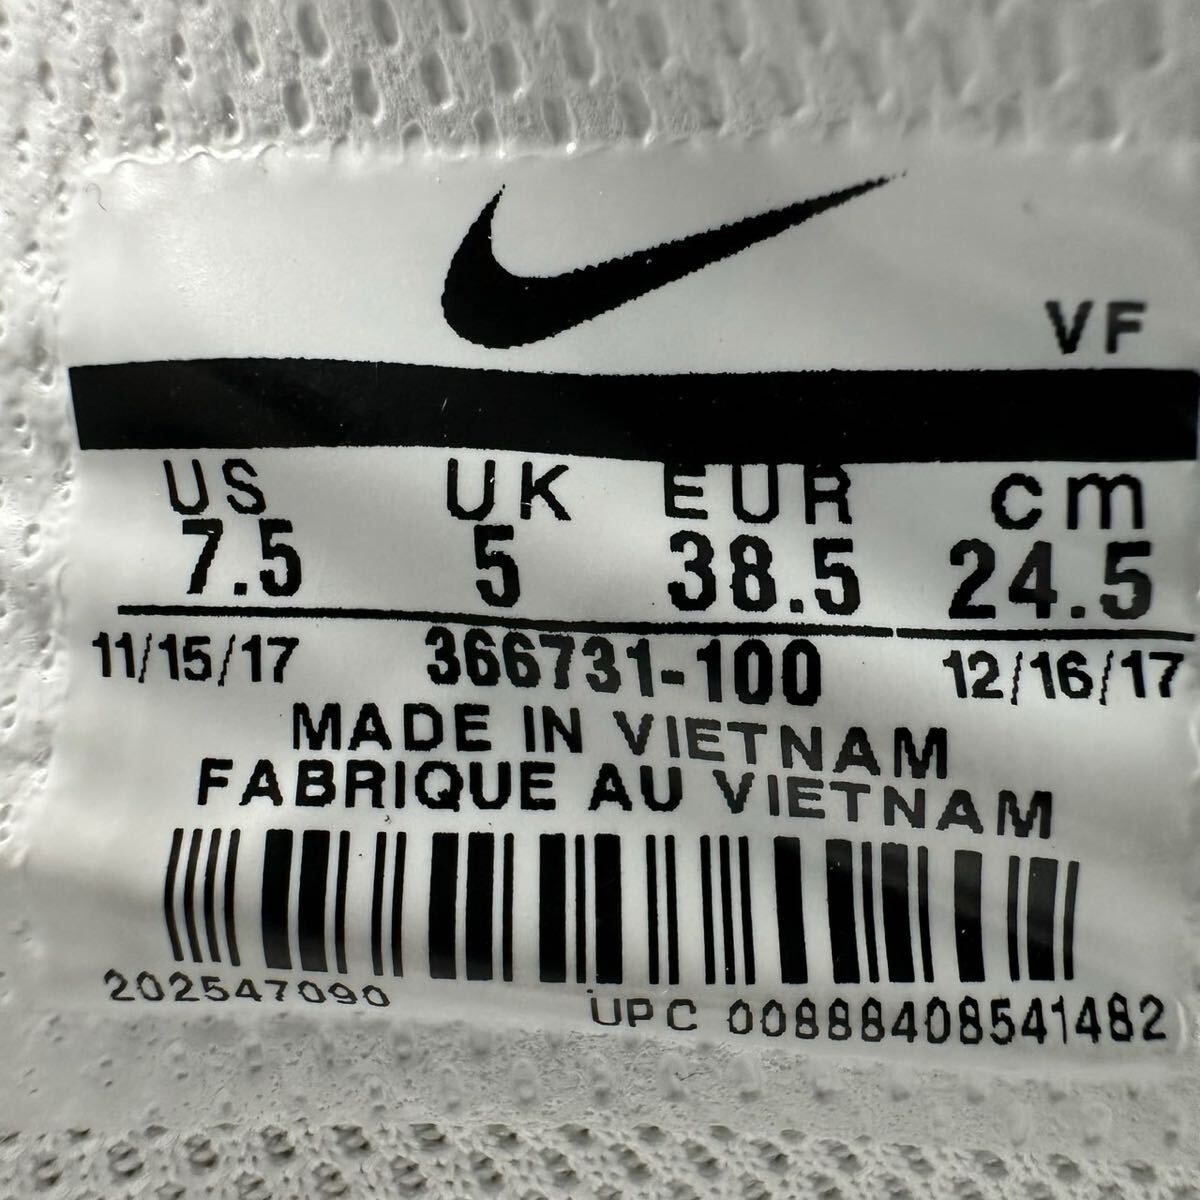 VF
US UK EUR cm
7.5 5 38.5 24.5
11/15/17 366731-100 12/16/17
MADE IN VIETNAM
FABRIQUE AU VIETNAM
202547090 UPC 00888408541482